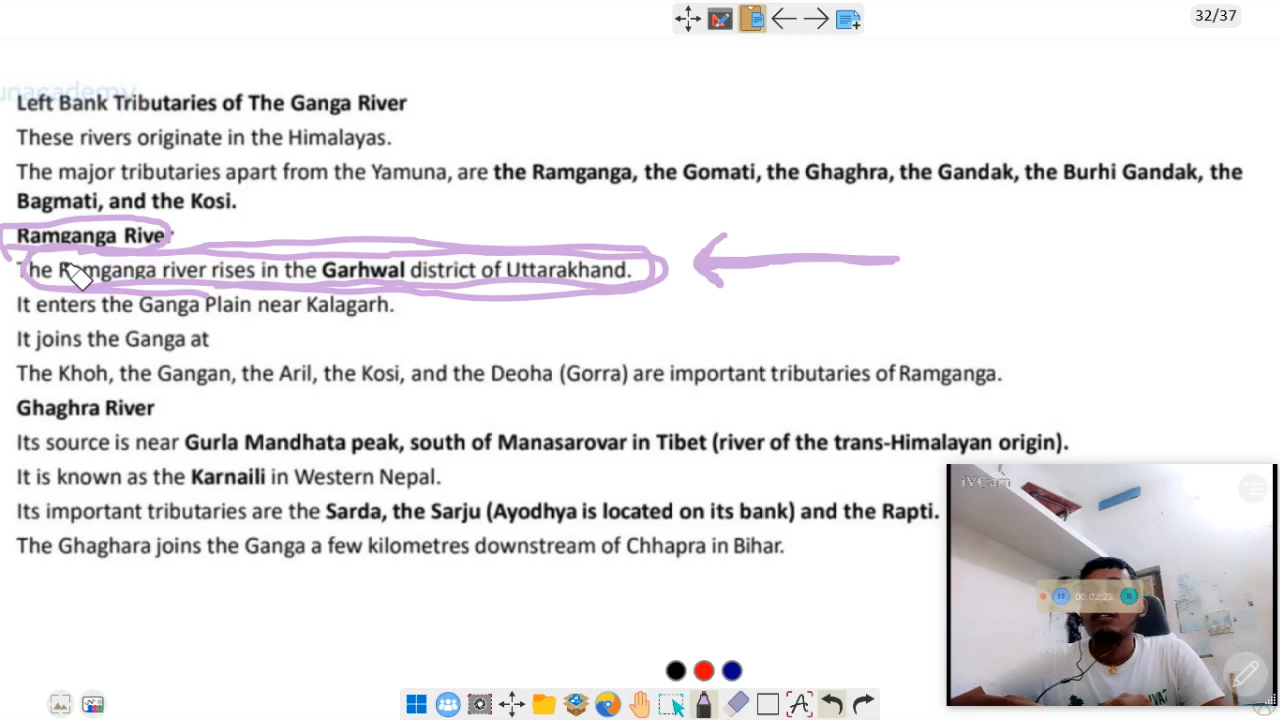 32/37
unacademy
Left Bank Tributaries of The Ganga River
These rivers originate in the Himalayas.
The major tributaries apart from the Yamuna, are the Ramganga, the Gomati, the Ghaghra, the Gandak, the Burhi Gandak, the
Bagmati, and the Kosi.
Ramganga River
The Ramganga river rises in the Garhwal district of Uttarakhand.
It enters the Ganga Plain near Kalagarh.
It joins the Ganga at
The Khoh, the Gangan, the Aril, the Kosi, and the Deoha (Gorra) are important tributaries of Ramganga.
Ghaghra River
Its source is near Gurla Mandhata peak, south of Manasarovar in Tibet (river of the trans-Himalayan origin).
It is known as the Karnaili in Western Nepal.
Its important tributaries are the Sarda, the Sarju (Ayodhya is located on its bank) and the Rapti.
The Ghaghara joins the Ganga a few kilometres downstream of Chhapra in Bihar.
iVCam
00:02:22